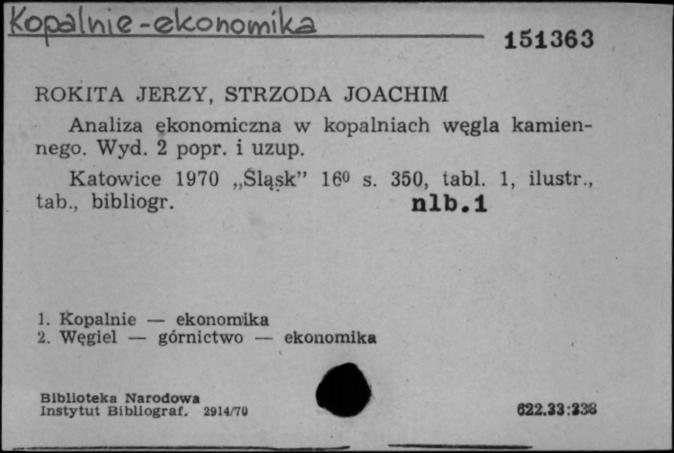 Kopalnie-ekonomika
151363
ROKITA JERZY, STRZODA JOACHIM
Analiza ekonomiczna w kopalniach węgla kamien-
nego. Wyd. 2 popr. i uzup.
Katowice 1970 „Śląsk” 16⁰ s. 350, tabl. 1, ilustr.,
tab., bibliogr. nlb.1
1. Kopalnie — ekonomika
2. Węgiel — górnictwo — ekonomika
Biblioteka Narodowa
Instytut Bibliograf. 2914/70
622.33:338